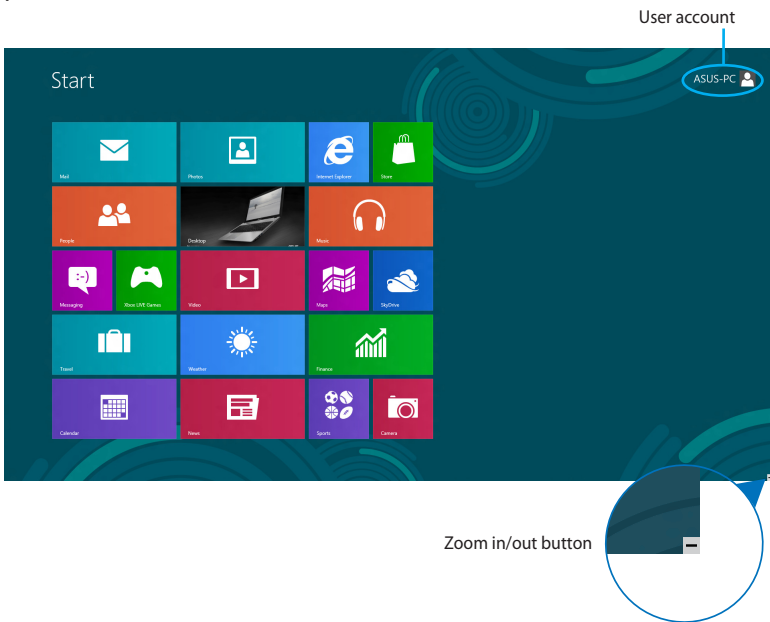 User account
Start
ASUS-PC
Mail
Photos
Internet Explorer
Store
People
Desktop
Music
Messaging
Xbox LIVE Games
Video
Maps
SkyDrive
Travel
Weather
Finance
Calendar
News
Sports
Camera
Zoom in/out button